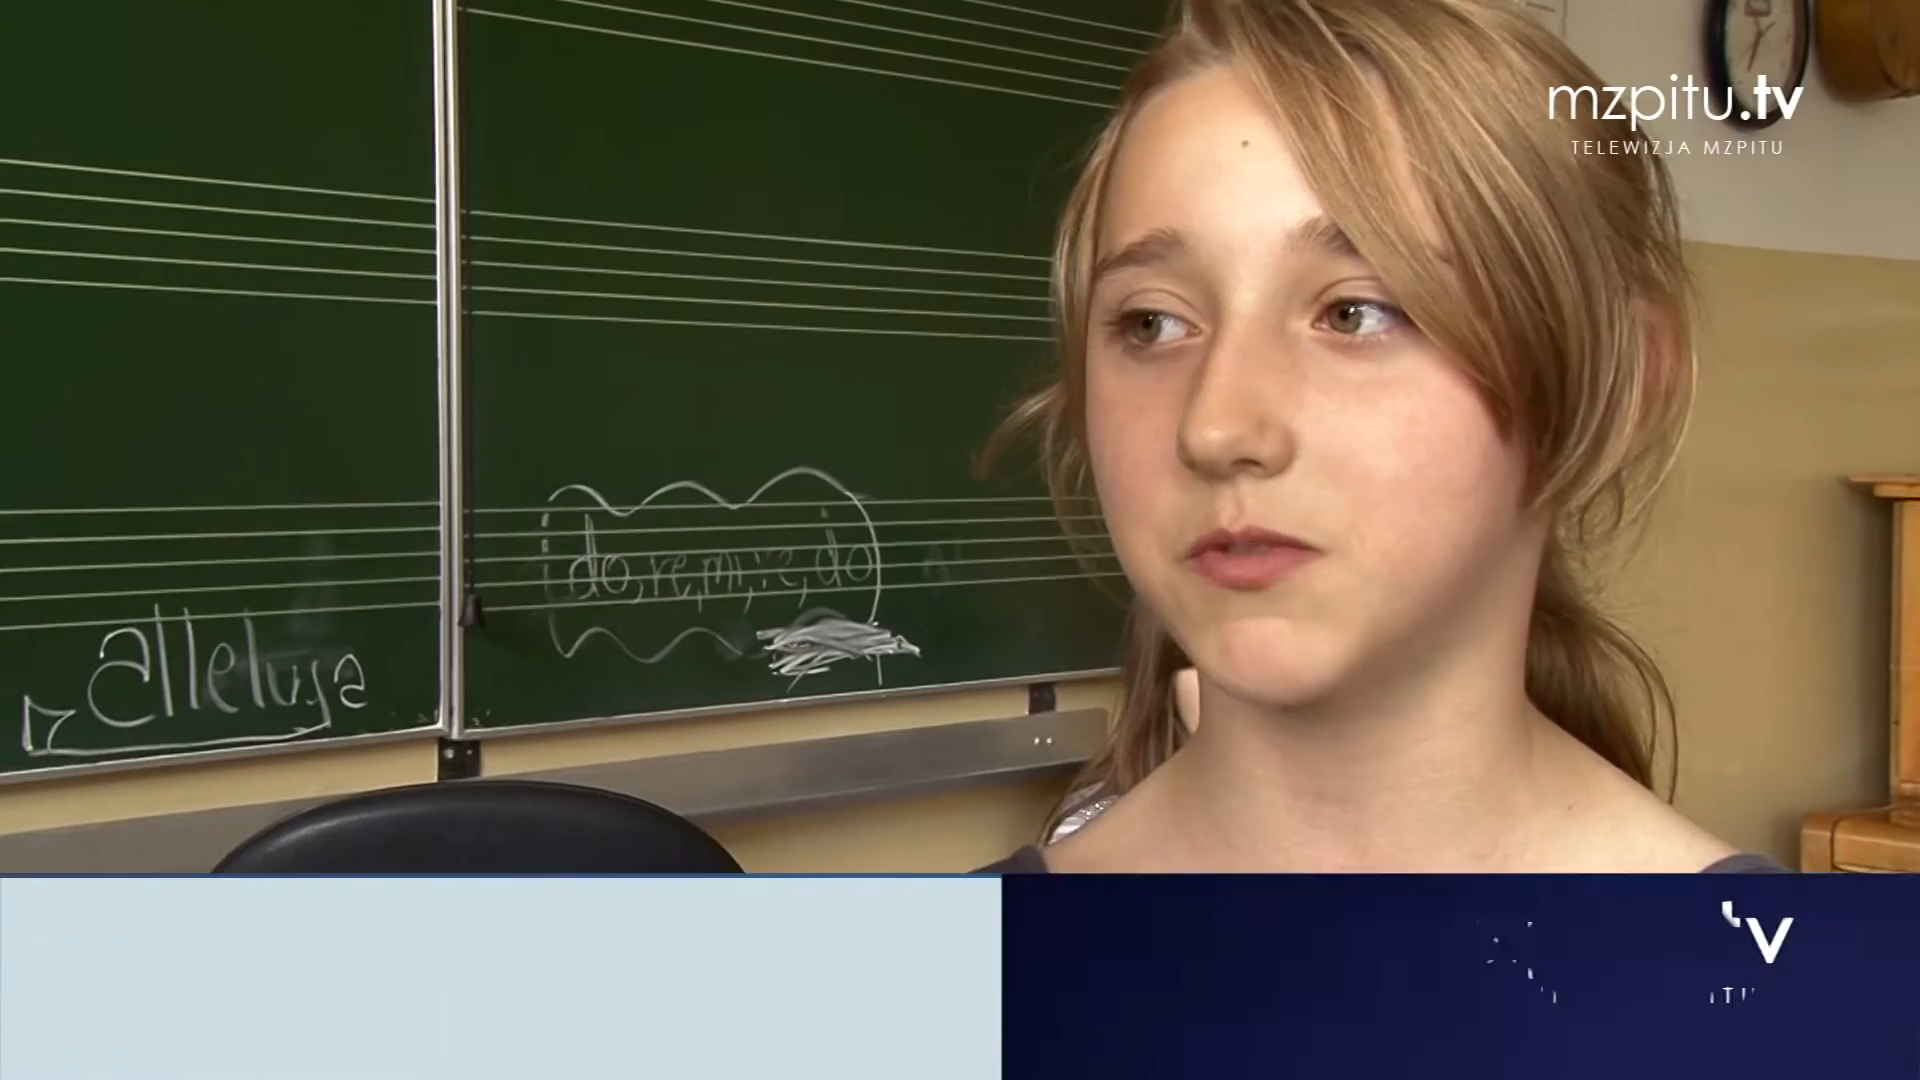 mzpitu.tv
TELEWIZJA MZPITU
do, re, mi, re, do
alleluja